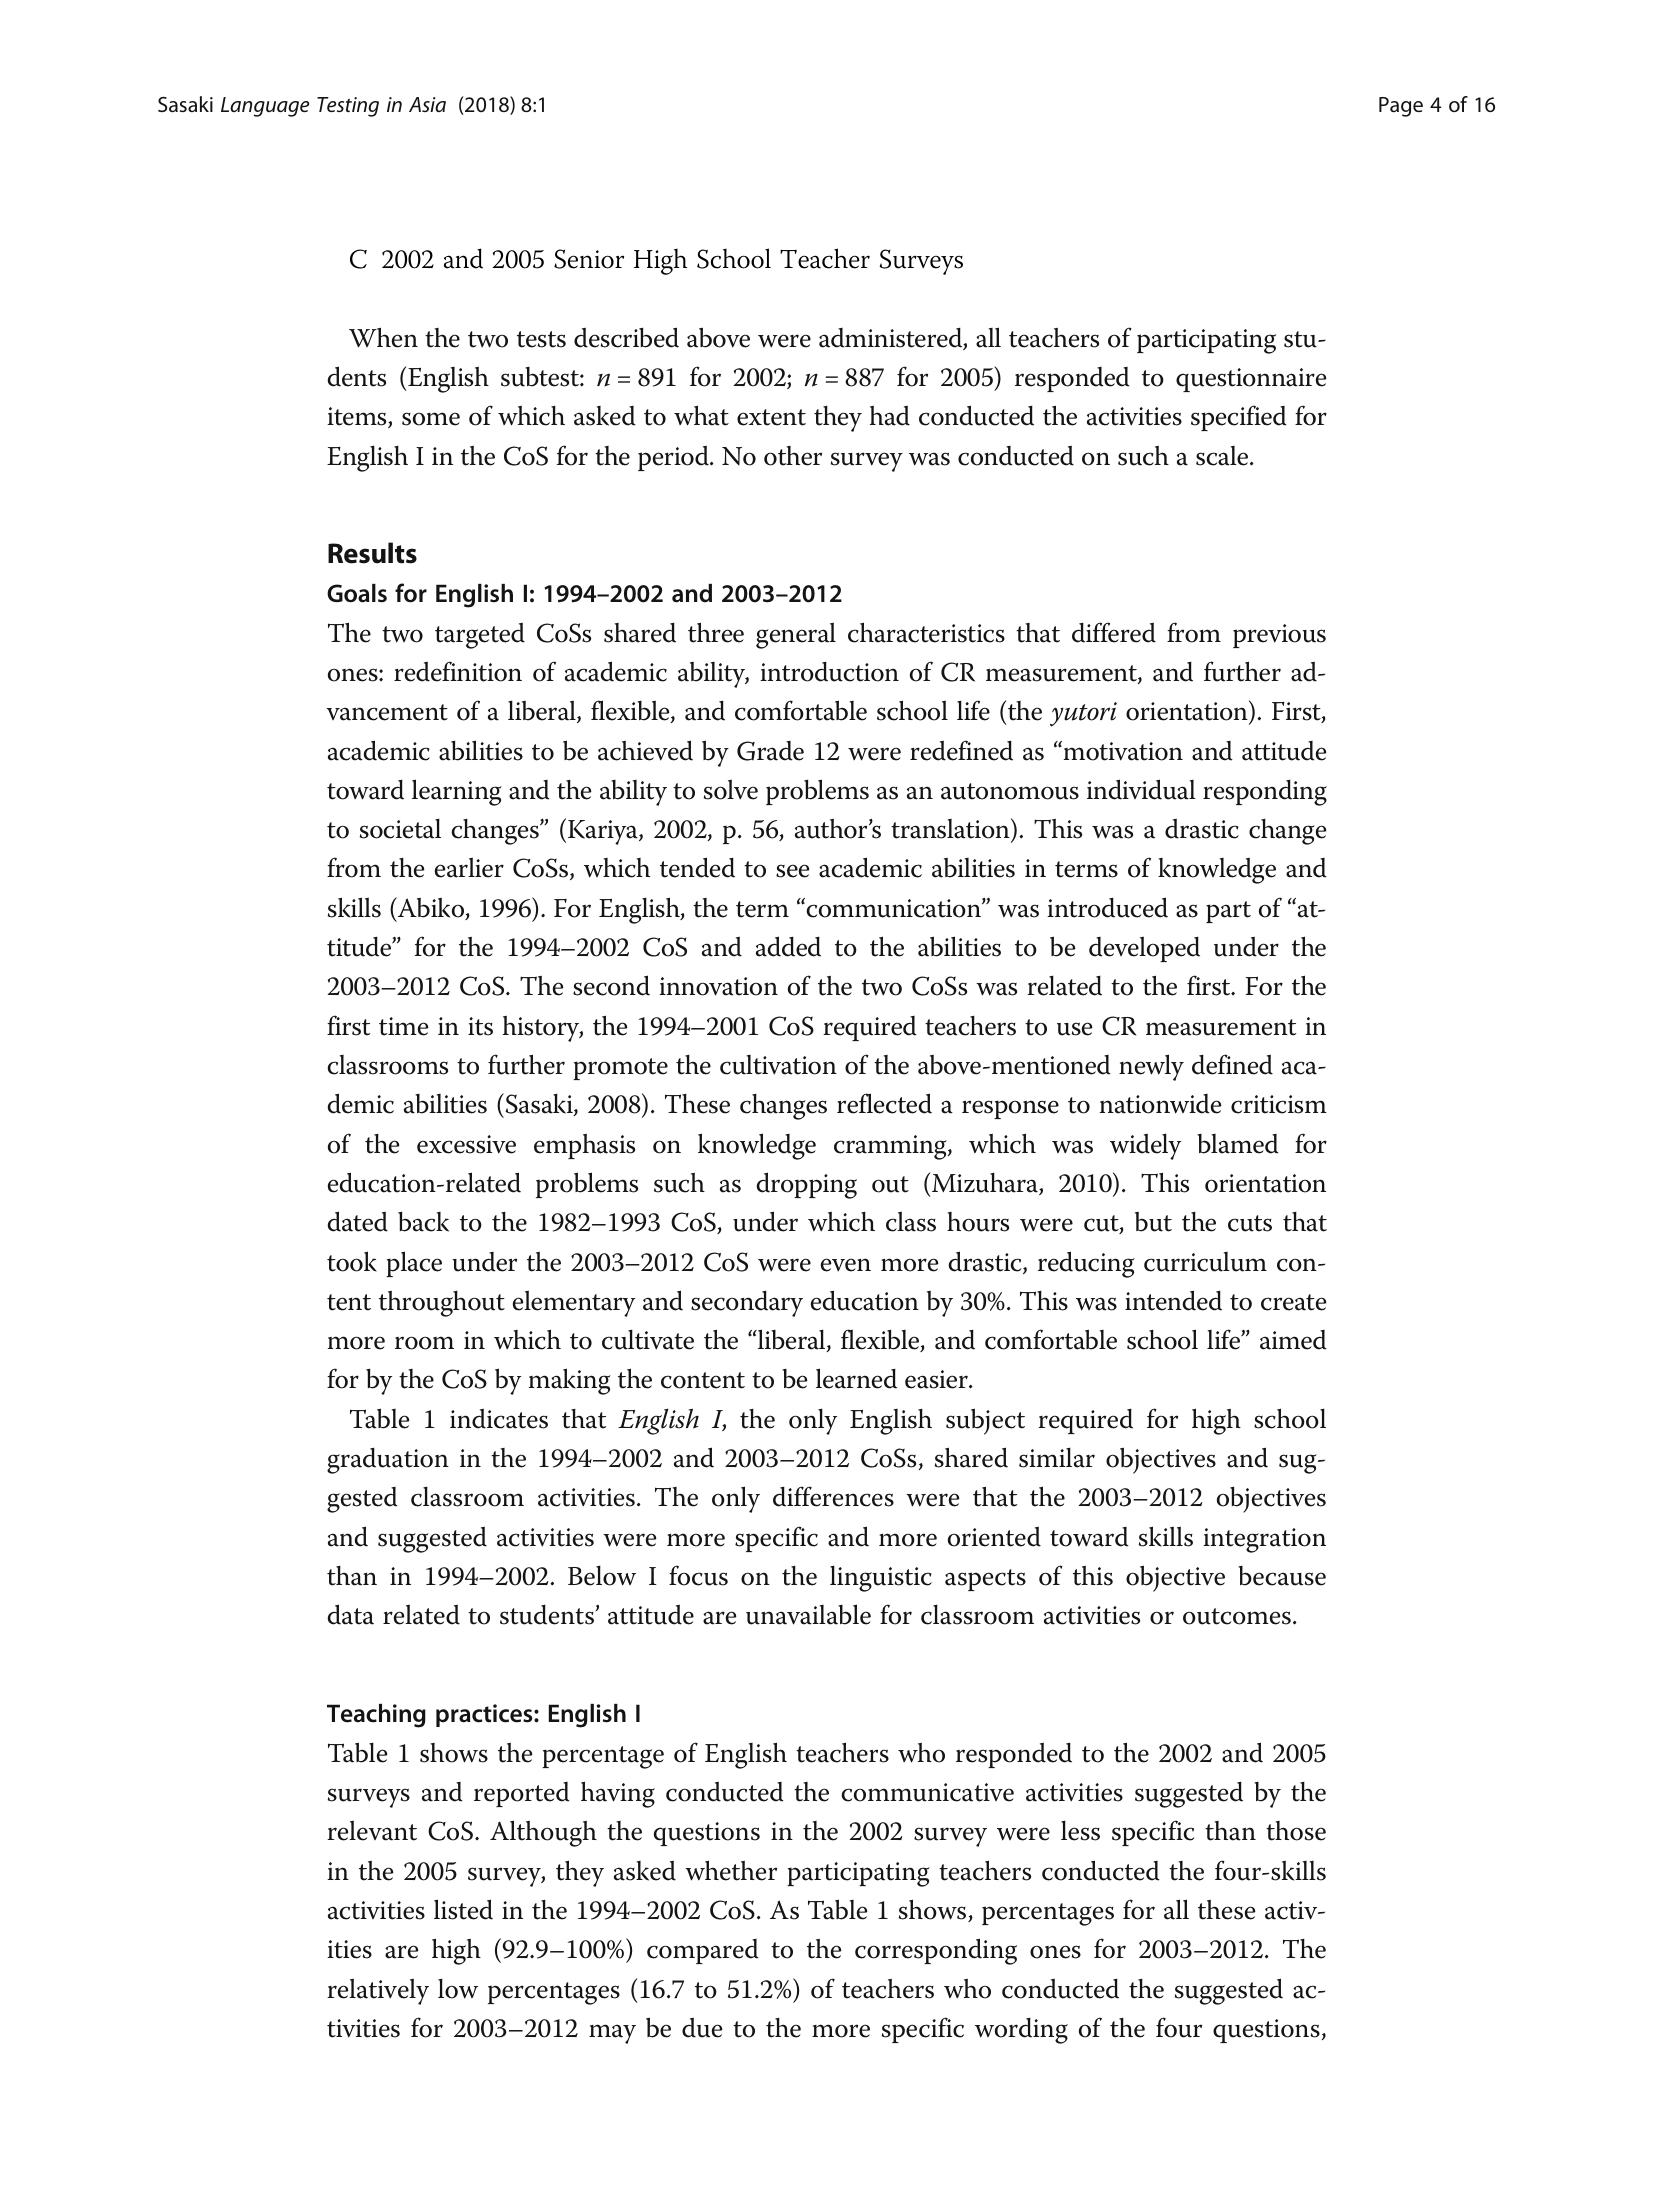 Sasaki Language Testing in Asia (2018) 8:1
Page 4 of 16
C 2002 and 2005 Senior High School Teacher Surveys
When the two tests described above were administered, all teachers of participating stu-
dents (English subtest: n = 891 for 2002; n = 887 for 2005) responded to questionnaire
items, some of which asked to what extent they had conducted the activities specified for
English I in the CoS for the period. No other survey was conducted on such a scale.
Results
Goals for English I: 1994–2002 and 2003–2012
The two targeted CoSs shared three general characteristics that differed from previous
ones: redefinition of academic ability, introduction of CR measurement, and further ad-
vancement of a liberal, flexible, and comfortable school life (the yutori orientation). First,
academic abilities to be achieved by Grade 12 were redefined as “motivation and attitude
toward learning and the ability to solve problems as an autonomous individual responding
to societal changes” (Kariya, 2002, p. 56, author’s translation). This was a drastic change
from the earlier CoSs, which tended to see academic abilities in terms of knowledge and
skills (Abiko, 1996). For English, the term “communication” was introduced as part of “at-
titude” for the 1994–2002 CoS and added to the abilities to be developed under the
2003–2012 CoS. The second innovation of the two CoSs was related to the first. For the
first time in its history, the 1994–2001 CoS required teachers to use CR measurement in
classrooms to further promote the cultivation of the above-mentioned newly defined aca-
demic abilities (Sasaki, 2008). These changes reflected a response to nationwide criticism
of the excessive emphasis on knowledge cramming, which was widely blamed for
education-related problems such as dropping out (Mizuhara, 2010). This orientation
dated back to the 1982–1993 CoS, under which class hours were cut, but the cuts that
took place under the 2003–2012 CoS were even more drastic, reducing curriculum con-
tent throughout elementary and secondary education by 30%. This was intended to create
more room in which to cultivate the “liberal, flexible, and comfortable school life” aimed
for by the CoS by making the content to be learned easier.
Table 1 indicates that English I, the only English subject required for high school
graduation in the 1994–2002 and 2003–2012 CoSs, shared similar objectives and sug-
gested classroom activities. The only differences were that the 2003–2012 objectives
and suggested activities were more specific and more oriented toward skills integration
than in 1994–2002. Below I focus on the linguistic aspects of this objective because
data related to students’ attitude are unavailable for classroom activities or outcomes.
Teaching practices: English I
Table 1 shows the percentage of English teachers who responded to the 2002 and 2005
surveys and reported having conducted the communicative activities suggested by the
relevant CoS. Although the questions in the 2002 survey were less specific than those
in the 2005 survey, they asked whether participating teachers conducted the four-skills
activities listed in the 1994–2002 CoS. As Table 1 shows, percentages for all these activ-
ities are high (92.9–100%) compared to the corresponding ones for 2003–2012. The
relatively low percentages (16.7 to 51.2%) of teachers who conducted the suggested ac-
tivities for 2003–2012 may be due to the more specific wording of the four questions,